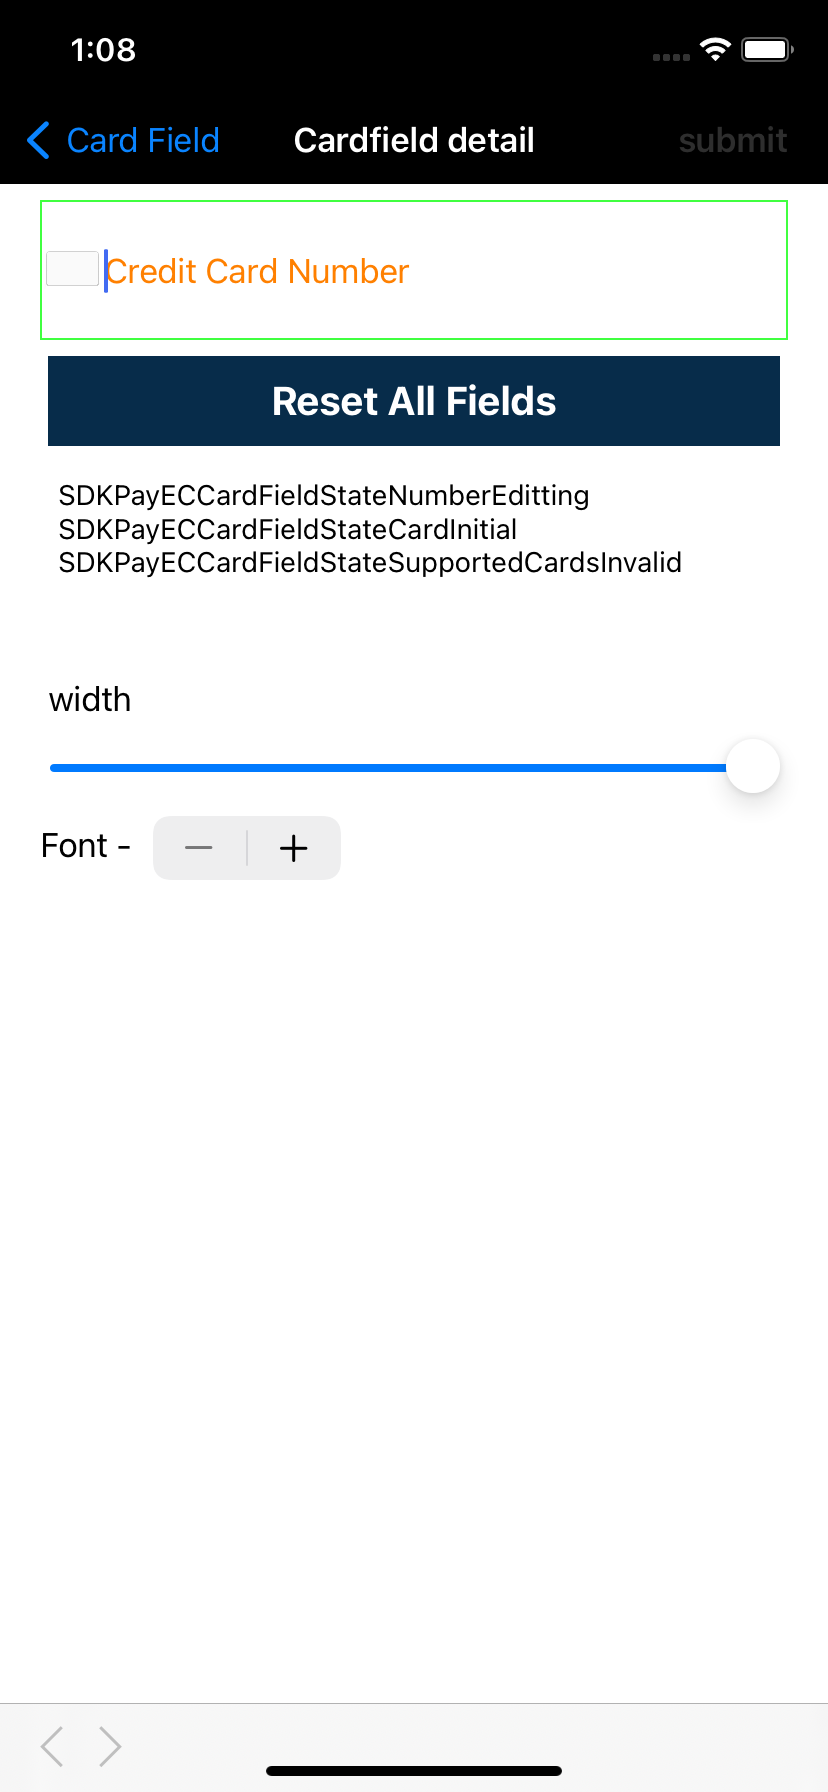 1:08
Card Field
Cardfield detail
submit
Credit Card Number
Reset All Fields
SDKPayECCardFieldStateNumberEditting
SDKPayECCardFieldStateCardInitial
SDKPayECCardFieldStateSupportedCardsInvalid
width
Font -